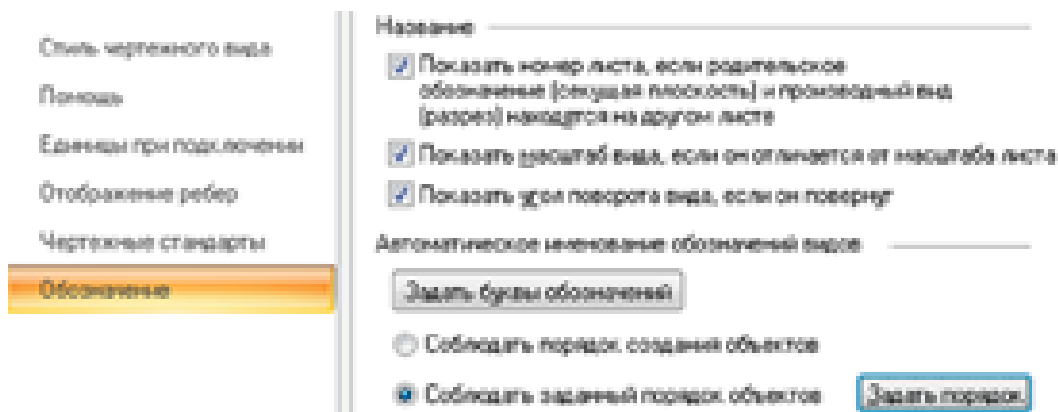 Стиль чертежного вида
Помощь
Единицы при подключении
Отображение ребер
Чертежные стандарты
Обозначение
Название
Показать номер листа, если родительское
обозначение (секущая плоскость) и производный вид
(разрез) находятся на другом листе
Показать масштаб вида, если он отличается от масштаба листа
Показать угол поворота вида, если он повернут
Автоматическое именование обозначений видов
Задать буквы обозначений
Соблюдать порядок создания объектов
Соблюдать заданный порядок объектов
Задать порядок